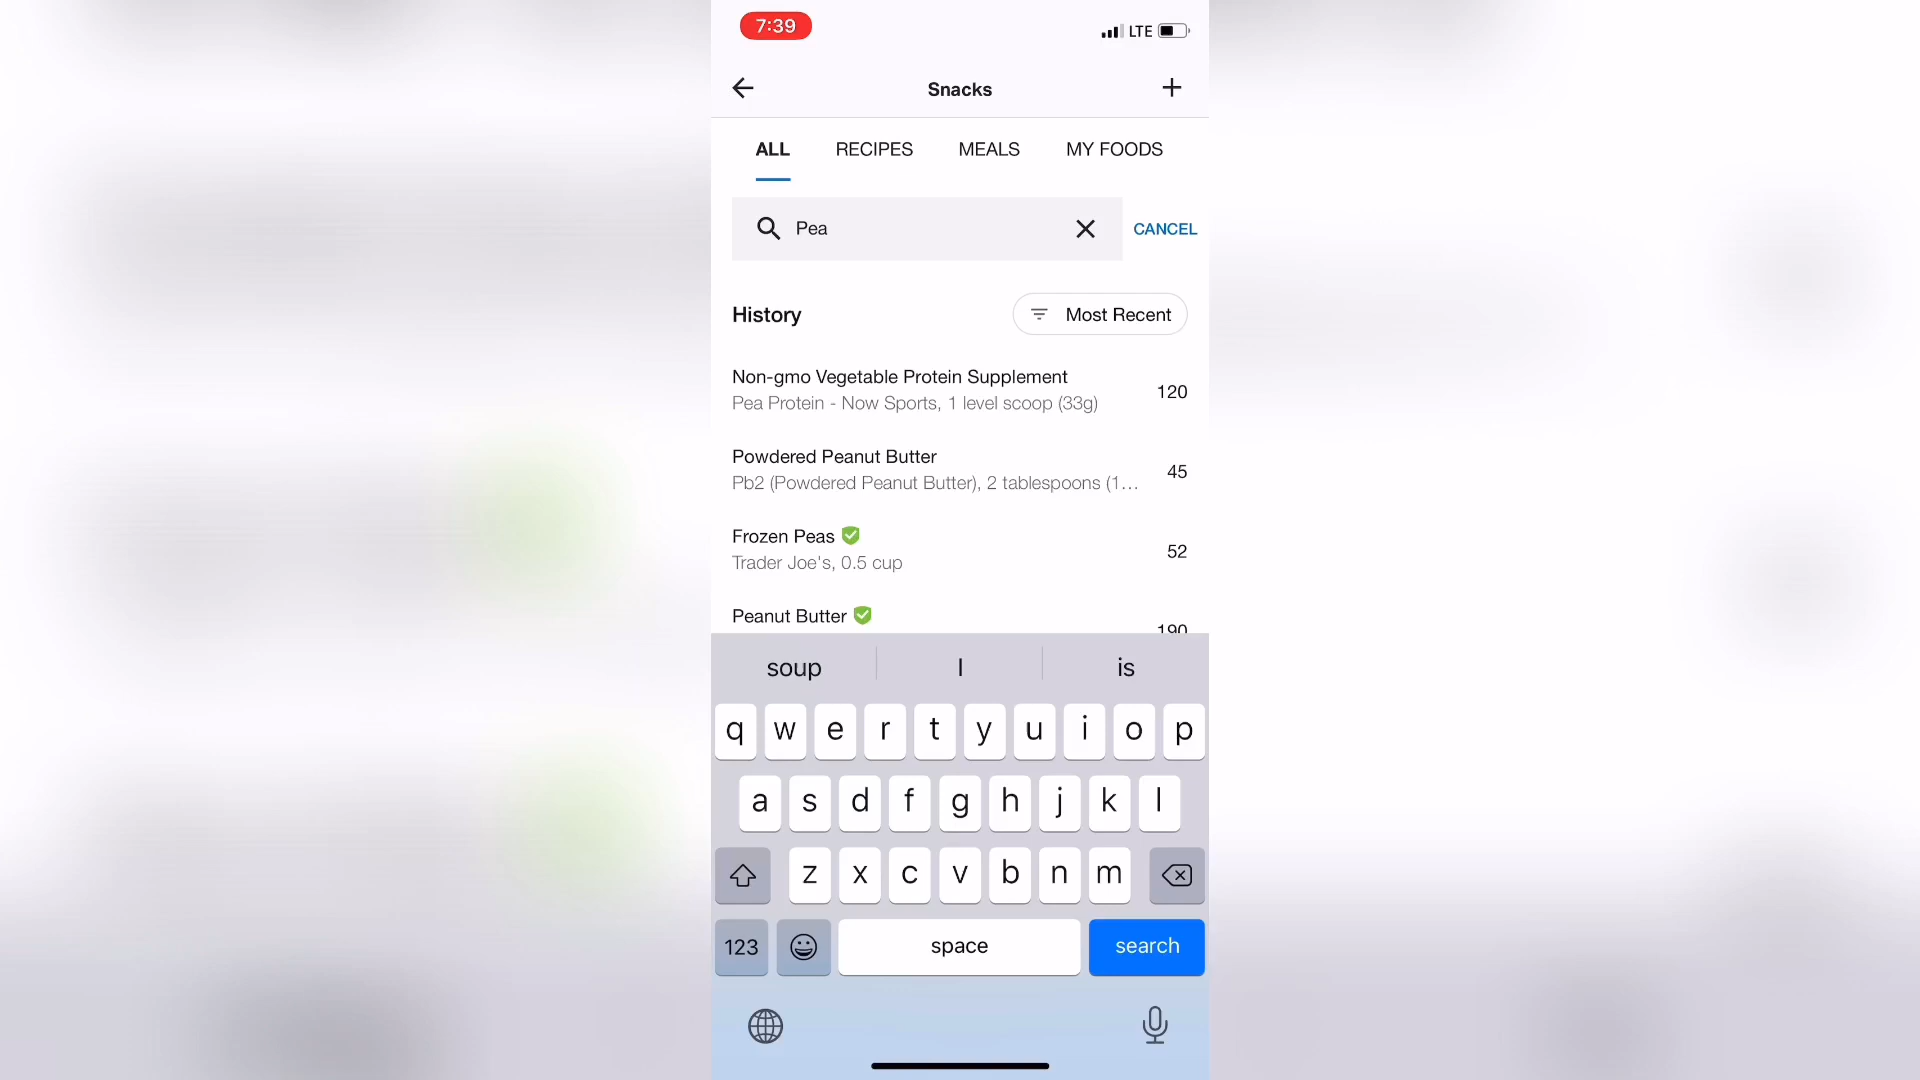 7:39
LTE
Snacks
ALL RECIPES MEALS MY FOODS
Pea
CANCEL
History
Most Recent
Non-gmo Vegetable Protein Supplement
Pea Protein - Now Sports, 1 level scoop (33g)
120
Powdered Peanut Butter
Pb2 (Powdered Peanut Butter), 2 tablespoons (1...
45
Frozen Peas
Trader Joe's, 0.5 cup
52
Peanut Butter
190
soup I is
q w e r t y u i o p
a s d f g h j k l
z x c v b n m
123 space search